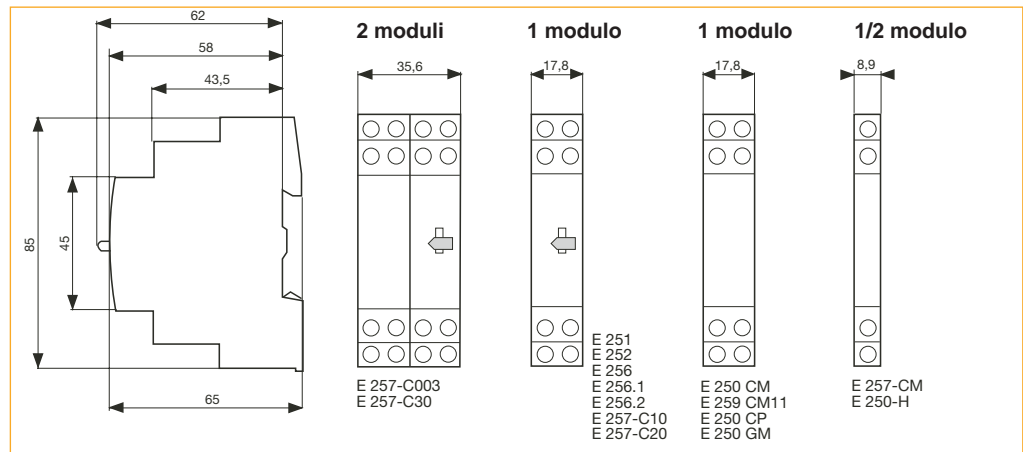 62
58
43,5
85
45
65
2 moduli
35,6
E 257-C003
E 257-C30
1 modulo
17,8
E 251
E 252
E 256
E 256.1
E 256.2
E 257-C10
E 257-C20
1 modulo
17,8
E 250 CM
E 259 CM11
E 250 CP
E 250 GM
1/2 modulo
8,9
E 257-CM
E 250-H